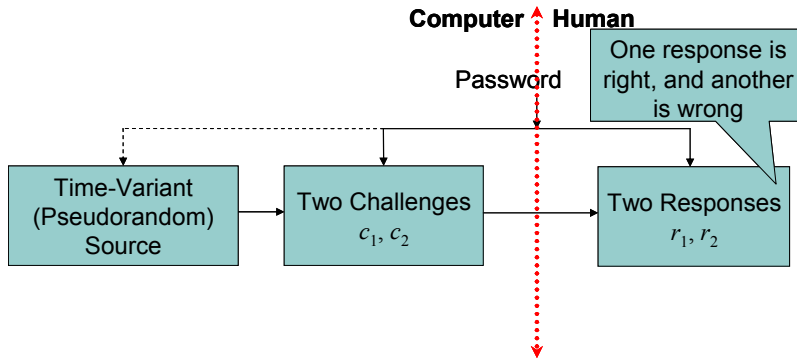 Computer Human
One response is
right, and another
is wrong
Password
Time-Variant
(Pseudorandom)
Source
Two Challenges
c₁, c₂
Two Responses
r₁, r₂